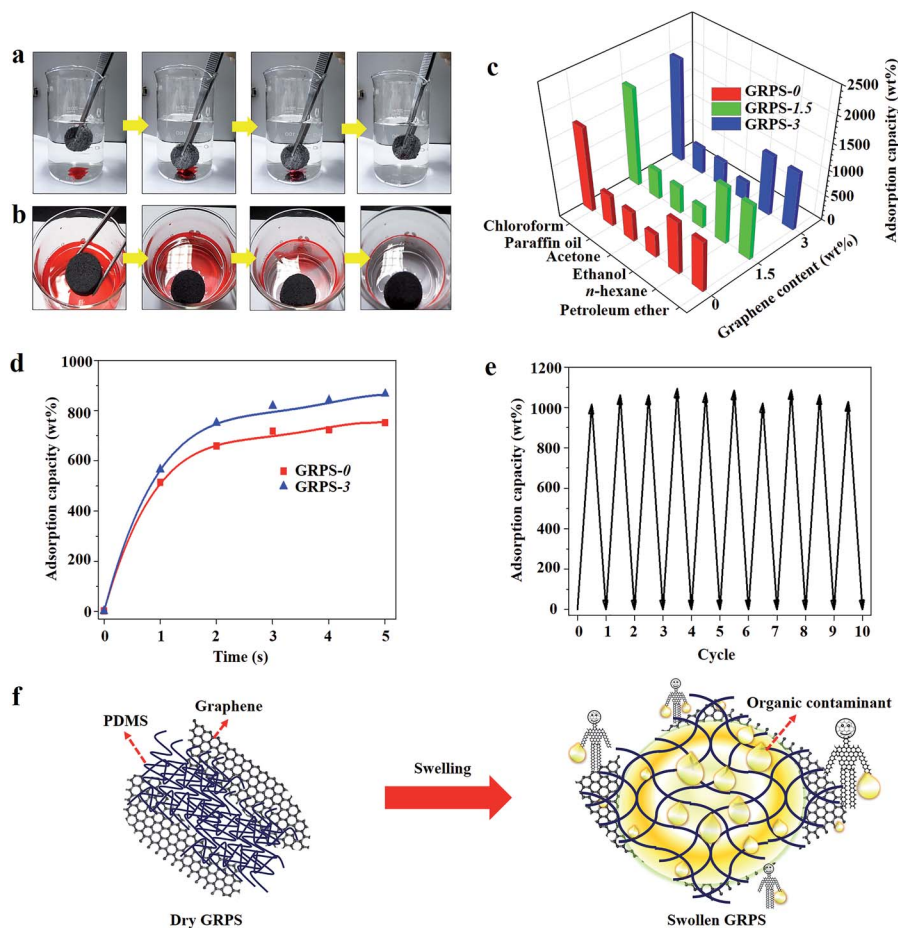 a
b
c
GRPS-0
GRPS-1.5
GRPS-3
2500
2000
1500
1000
500
0
Adsorption capacity (wt%)
Chloroform
Paraffin oil
Acetone
Ethanol
n-hexane
Petroleum ether
0
1.5
3
Graphene content (wt%)
d
1000
800
600
400
200
0
Adsorption capacity (wt%)
GRPS-0
GRPS-3
0 1 2 3 4 5
Time (s)
e
1200
1000
800
600
400
200
0
Adsorption capacity (wt%)
0 1 2 3 4 5 6 7 8 9 10
Cycle
f
PDMS
Graphene
Swelling
Organic contaminant
Dry GRPS
Swollen GRPS